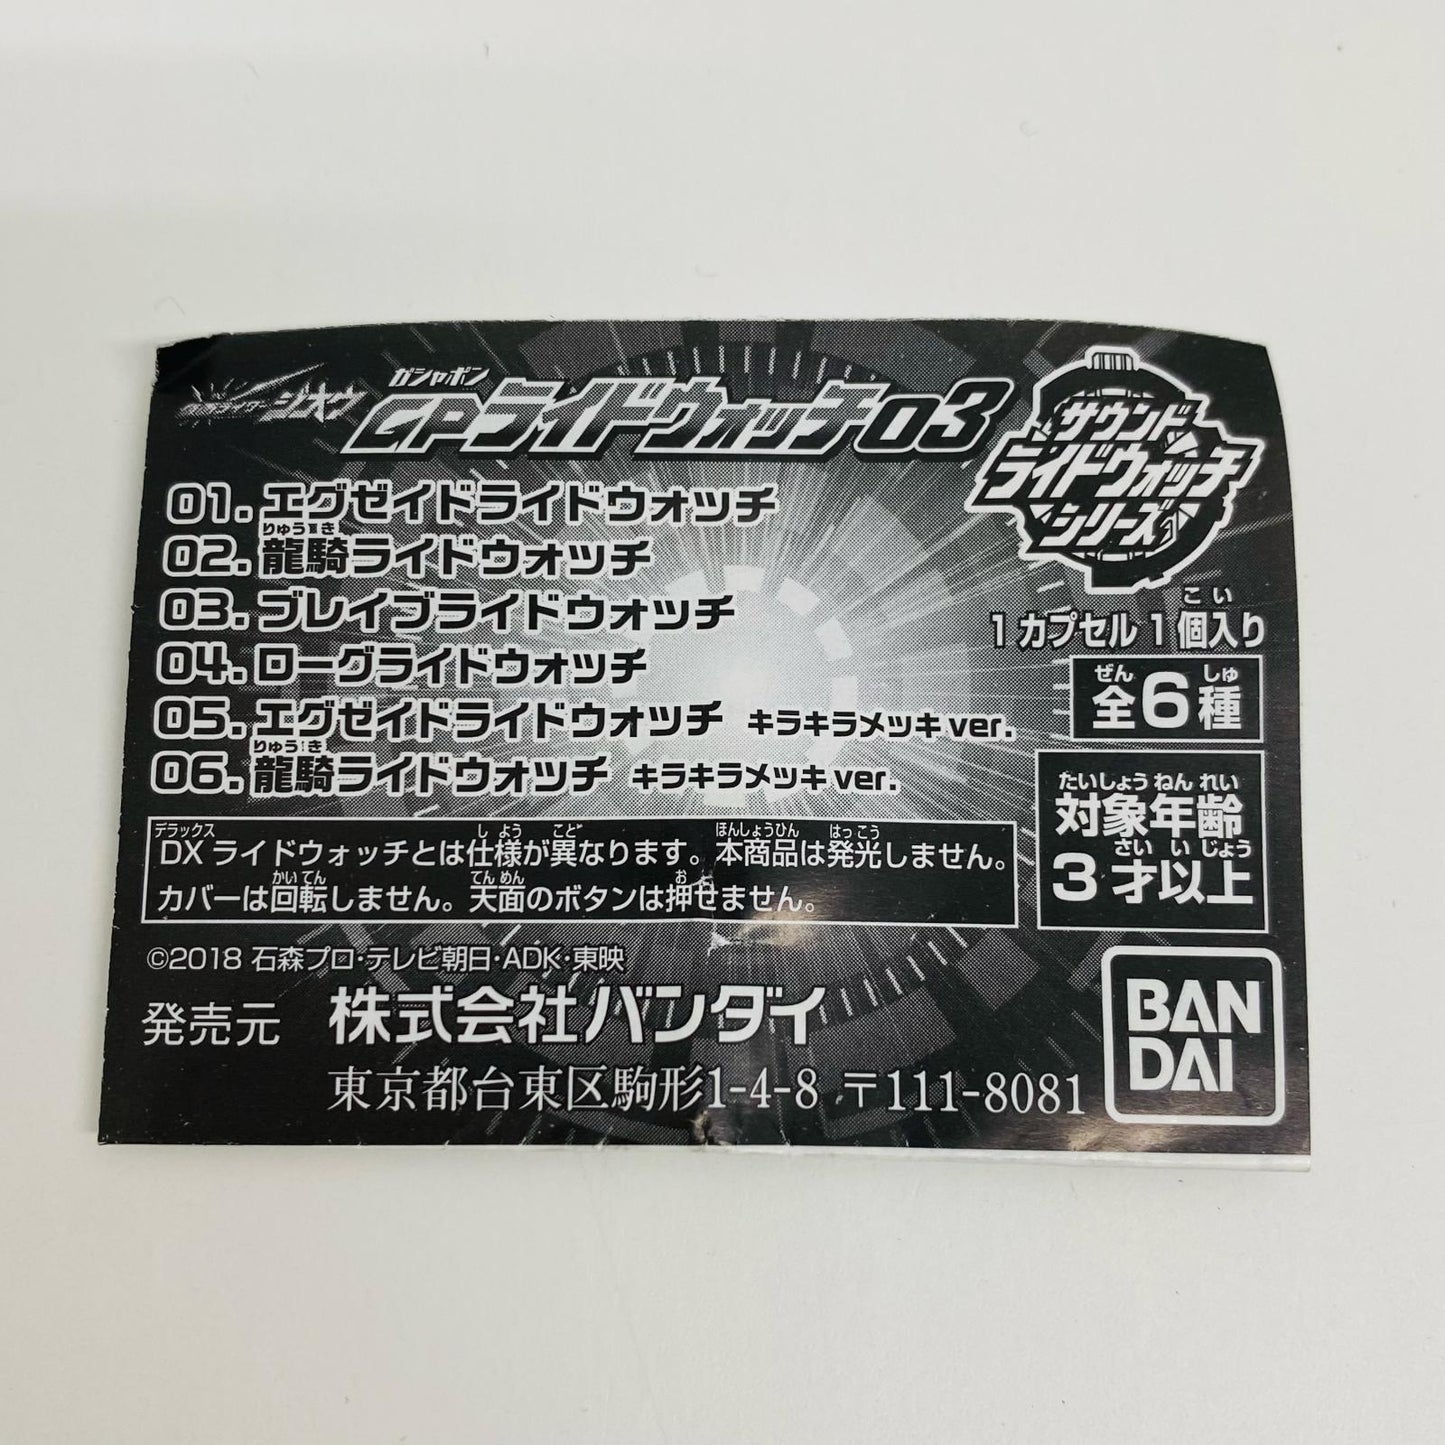 仮面ライダージオウ
ガシャポン
GPライドウォッチ03
サウンド
ライドウォッチ
シリーズ
01.エグゼイドライドウォッチ
りゅうき
02.龍騎ライドウォッチ
03.ブレイブライドウォッチ
04.ローグライドウォッチ
05.エグゼイドライドウォッチ キラキラメッキver.
りゅうき
06.龍騎ライドウォッチ キラキラメッキver.
こい
1カプセル1個入り
ぜん しゅ
全6種
たいしょうねんれい
対象年齢
さいいじょう
3才以上
デラックス しよう こと ほんしょうひん はっこう
DXライドウォッチとは仕様が異なります。本商品は発光しません。
かいてん てんめん お
カバーは回転しません。天面のボタンは押せません。
©2018 石森プロ・テレビ朝日・ADK・東映
発売元 株式会社バンダイ
東京都台東区駒形1-4-8 〒111-8081
BAN
DAI